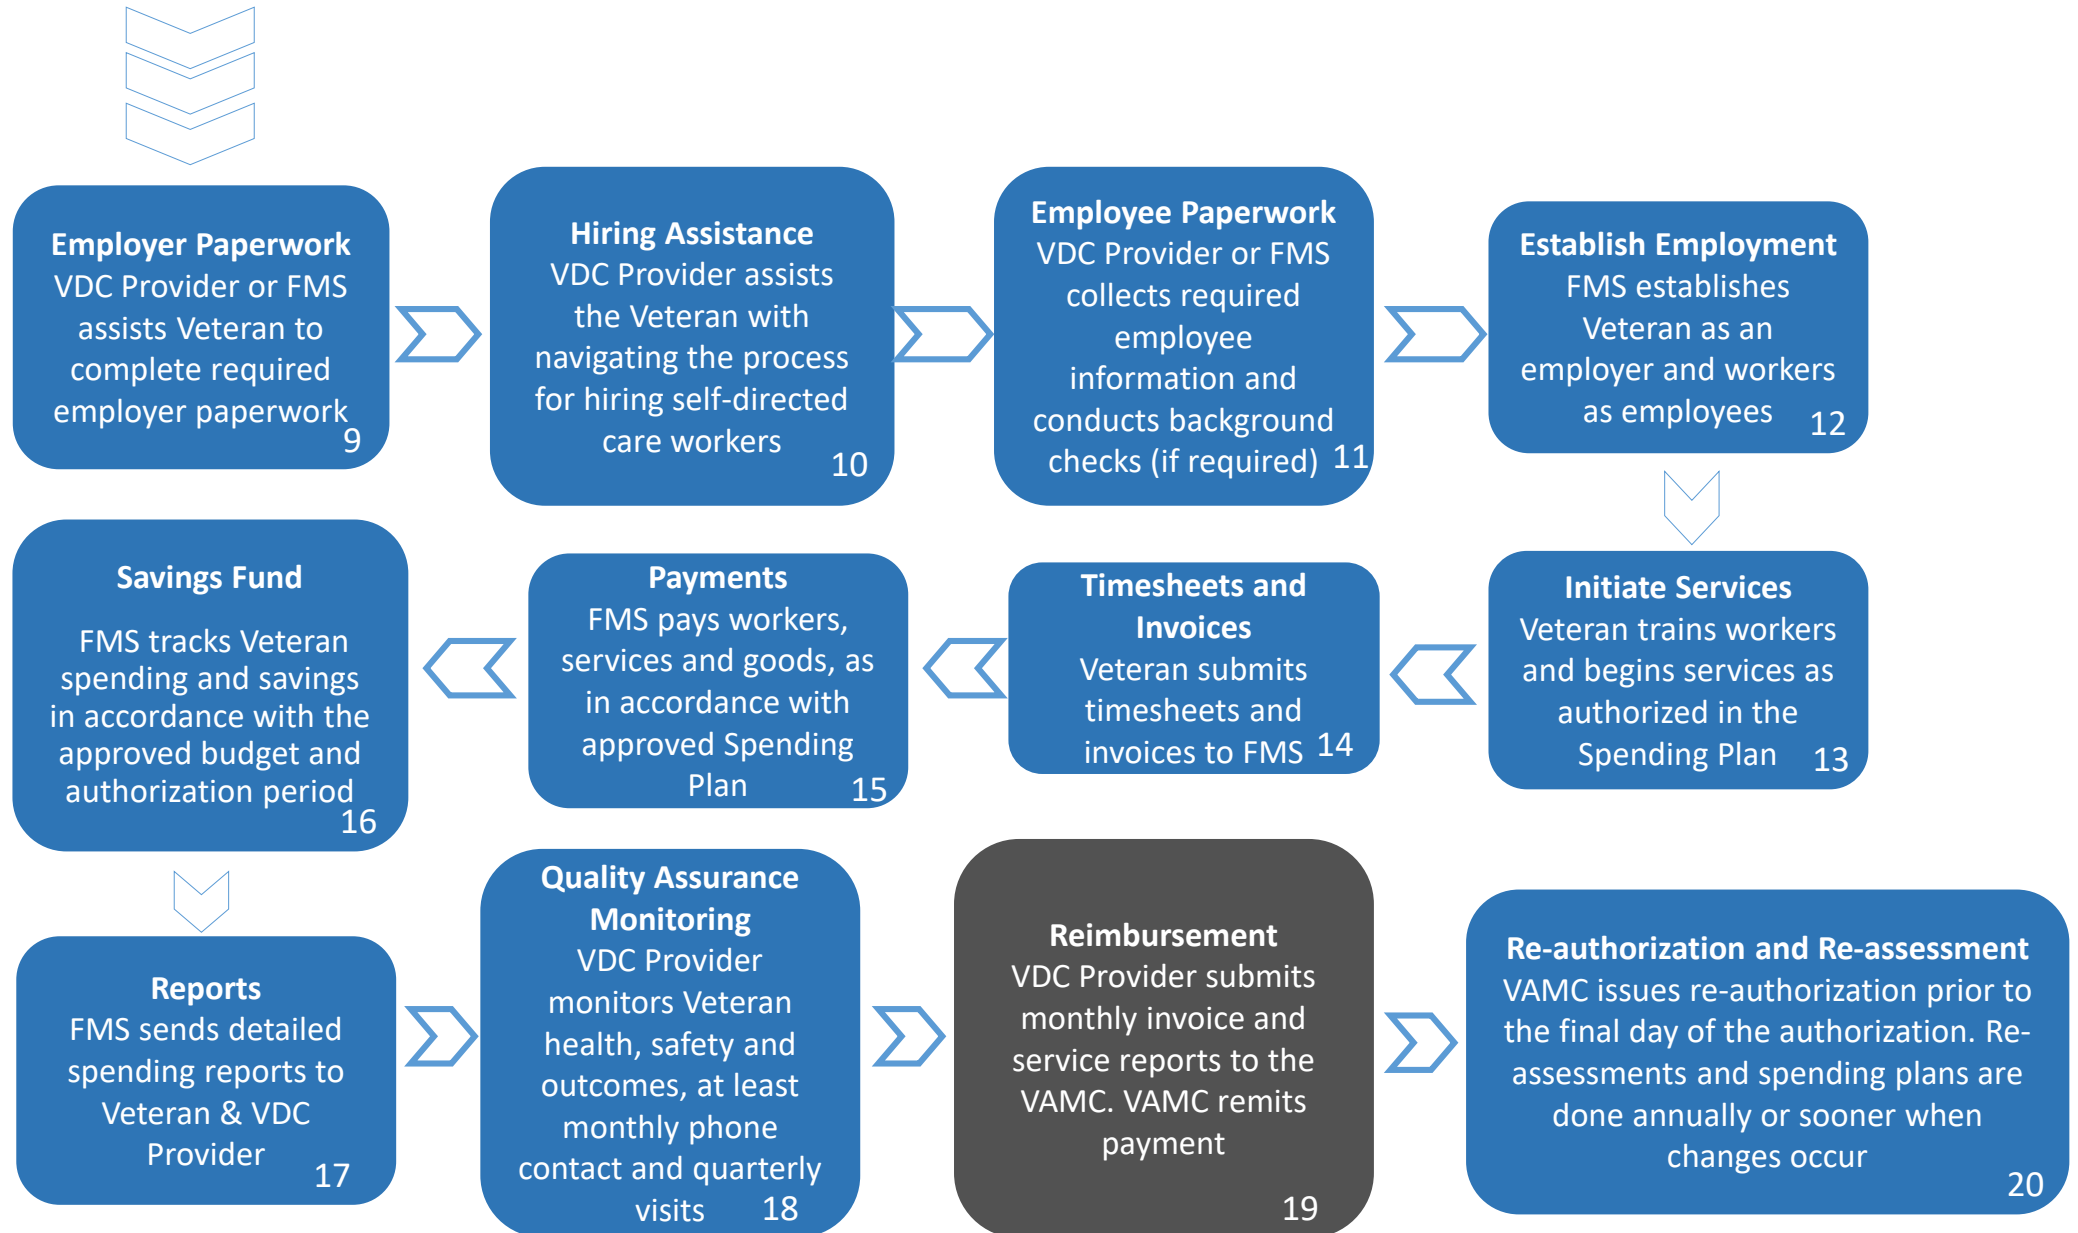 Employer Paperwork
VDC Provider or FMS
assists Veteran to
complete required
employer paperwork
9
Hiring Assistance
VDC Provider assists
the Veteran with
navigating the process
for hiring self-directed
care workers
10
Employee Paperwork
VDC Provider or FMS
collects required
employee
information and
conducts background
checks (if required)
11
Establish Employment
FMS establishes
Veteran as an
employer and workers
as employees
12
Initiate Services
Veteran trains workers
and begins services as
authorized in the
Spending Plan
13
Timesheets and
Invoices
Veteran submits
timesheets and
invoices to FMS
14
Payments
FMS pays workers,
services and goods, as
in accordance with
approved Spending
Plan
15
Savings Fund
FMS tracks Veteran
spending and savings
in accordance with the
approved budget and
authorization period
16
Reports
FMS sends detailed
spending reports to
Veteran & VDC
Provider
17
Quality Assurance
Monitoring
VDC Provider
monitors Veteran
health, safety and
outcomes, at least
monthly phone
contact and quarterly
visits
18
Reimbursement
VDC Provider submits
monthly invoice and
service reports to the
VAMC. VAMC remits
payment
19
Re-authorization and Re-assessment
VAMC issues re-authorization prior to
the final day of the authorization. Re-
assessments and spending plans are
done annually or sooner when
changes occur
20